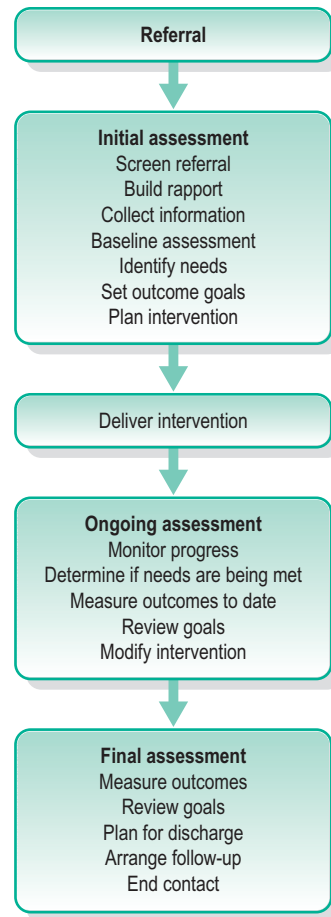 Referral
Initial assessment
Screen referral
Build rapport
Collect information
Baseline assessment
Identify needs
Set outcome goals
Plan intervention
Deliver intervention
Ongoing assessment
Monitor progress
Determine if needs are being met
Measure outcomes to date
Review goals
Modify intervention
Final assessment
Measure outcomes
Review goals
Plan for discharge
Arrange follow-up
End contact